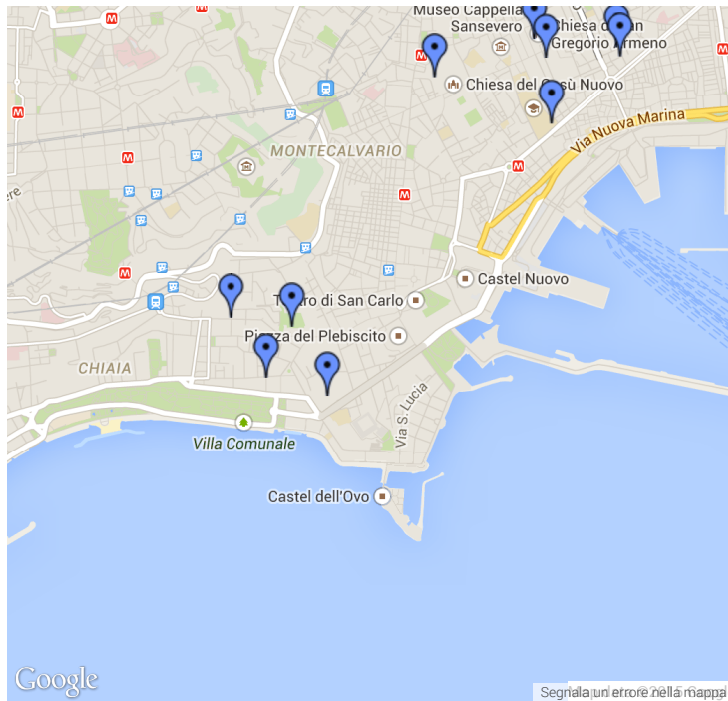 Museo Cappella
Sansevero
Chiesa di San
Gregorio Armeno
Chiesa del Gesù Nuovo
Via Nuova Marina
MONTECALVARIO
Castel Nuovo
Teatro di San Carlo
Piazza del Plebiscito
CHIAIA
Via S. Lucia
Villa Comunale
Castel dell'Ovo
Google
Segnala un errore nella mappa